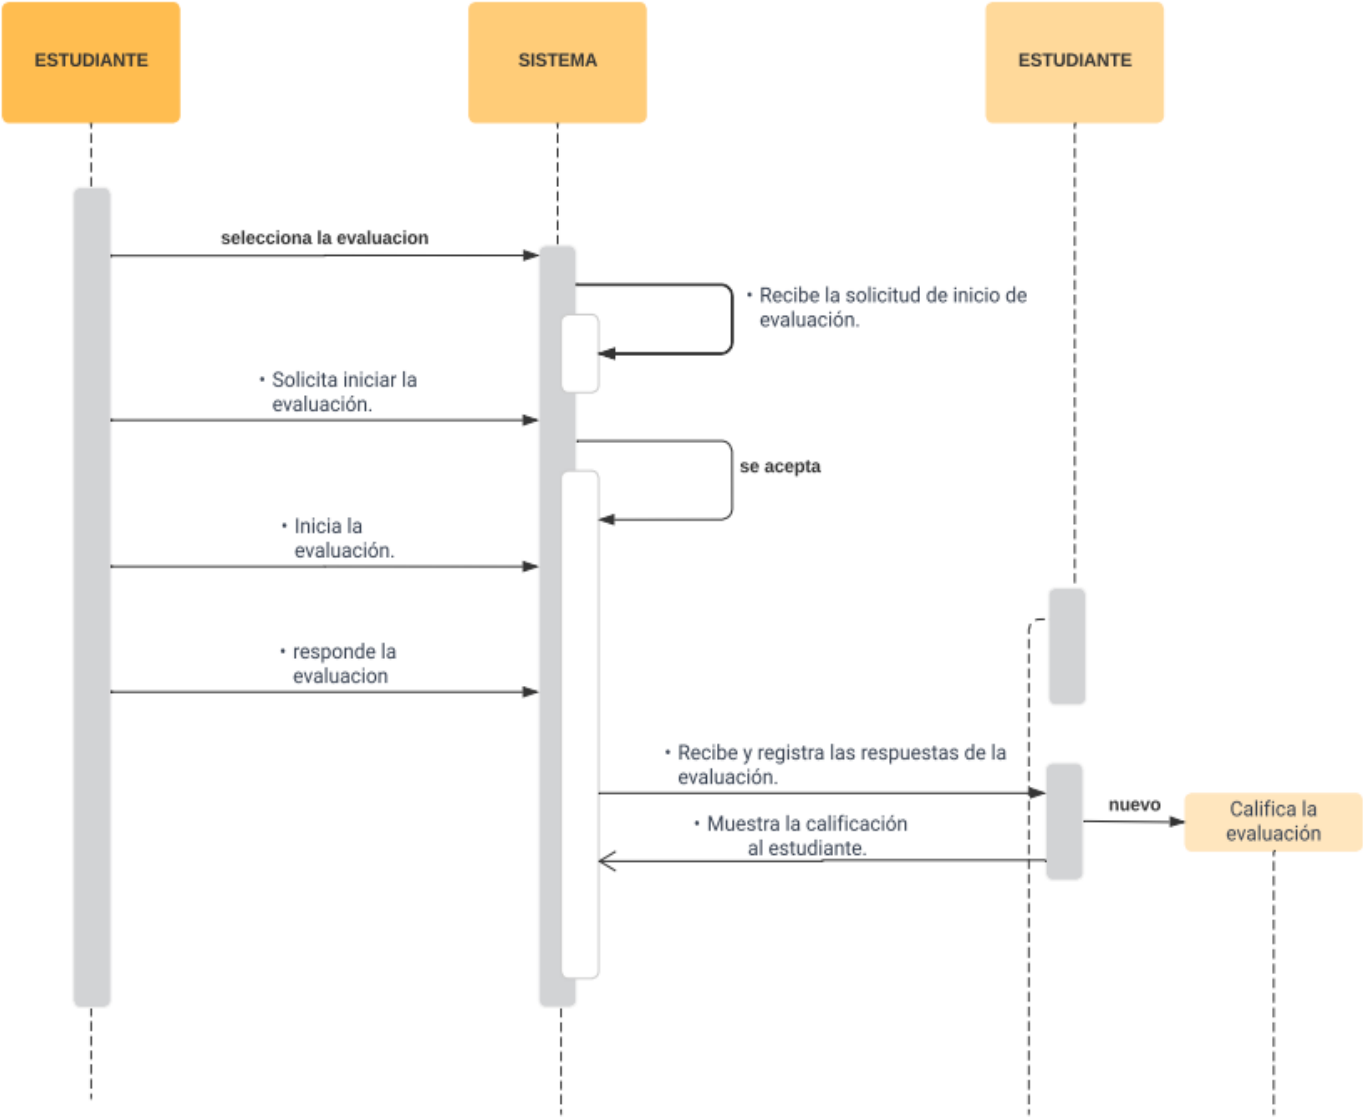 ESTUDIANTE
SISTEMA
ESTUDIANTE
selecciona la evaluacion
• Recibe la solicitud de inicio de
evaluación.
• Solicita iniciar la
evaluación.
se acepta
• Inicia la
evaluación.
• responde la
evaluacion
• Recibe y registra las respuestas de la
evaluación.
nuevo
Califica la
evaluación
• Muestra la calificación
al estudiante.